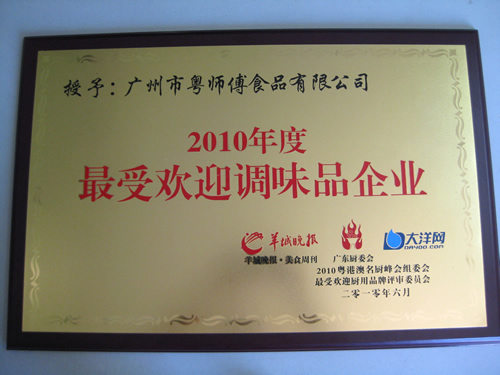 授予：广州市粤师傅食品有限公司
2010年度
最受欢迎调味品企业
羊城晚报 大洋网
DAYOO.COM
羊城晚报·美食周刊 广东厨委会
2010粤港澳名厨峰会组委会
最受欢迎厨用品牌评审委员会
二〇一〇年六月